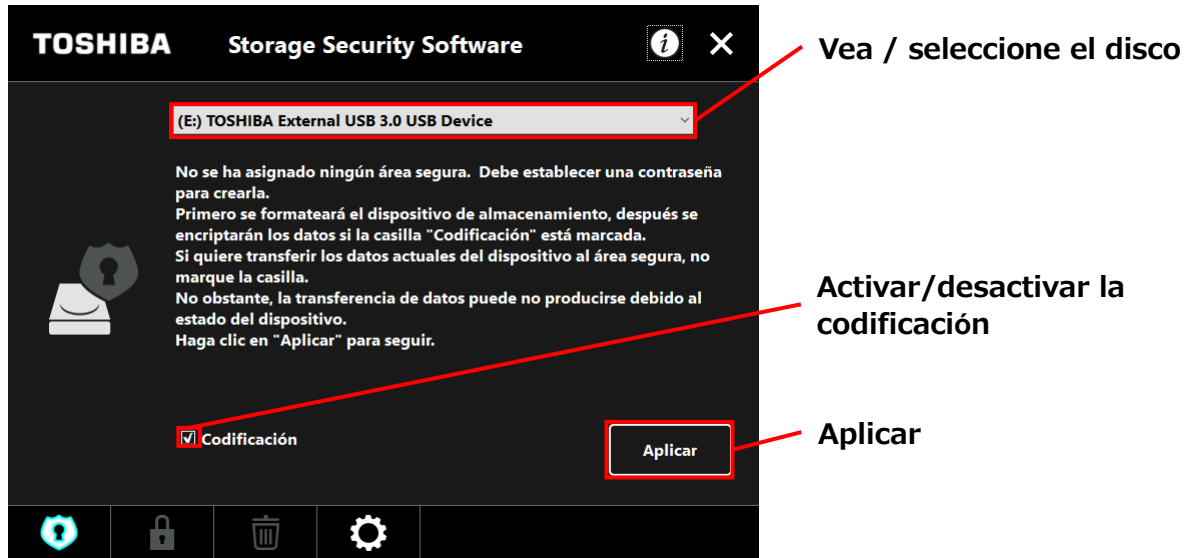 TOSHIBA Storage Security Software
Vea / seleccione el disco
(E:) TOSHIBA External USB 3.0 USB Device
No se ha asignado ningún área segura.  Debe establecer una contraseña
para crearla.
Primero se formateará el dispositivo de almacenamiento, después se
encriptarán los datos si la casilla "Codificación" está marcada.
Si quiere transferir los datos actuales del dispositivo al área segura, no
marque la casilla.
No obstante, la transferencia de datos puede no producirse debido al
estado del dispositivo.
Haga clic en "Aplicar" para seguir.
Activar/desactivar la
codificación
Codificación
Aplicar
Aplicar